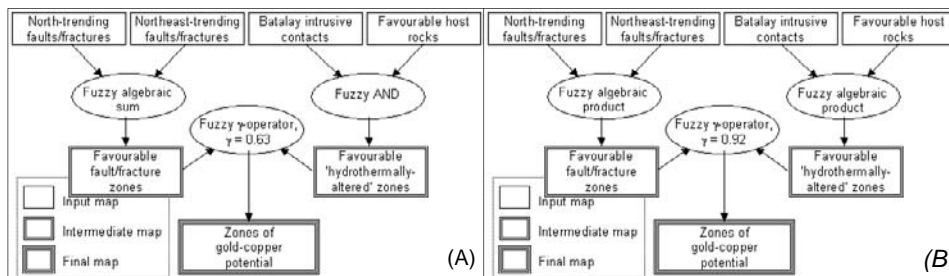 North-trending
faults/fractures
Northeast-trending
faults/fractures
Batalay intrusive
contacts
Favourable host
rocks
Fuzzy algebraic
sum
Fuzzy AND
Fuzzy γ-operator,
γ = 0.63
Favourable
fault/fracture
zones
Favourable
'hydrothermally-
altered' zones
Input map
Intermediate map
Final map
Zones of
gold-copper
potential
(A)
North-trending
faults/fractures
Northeast-trending
faults/fractures
Batalay intrusive
contacts
Favourable host
rocks
Fuzzy algebraic
product
Fuzzy algebraic
product
Fuzzy γ-operator,
γ = 0.92
Favourable
fault/fracture
zones
Favourable
'hydrothermally-
altered' zones
Input map
Intermediate map
Final map
Zones of
gold-copper
potential
(B